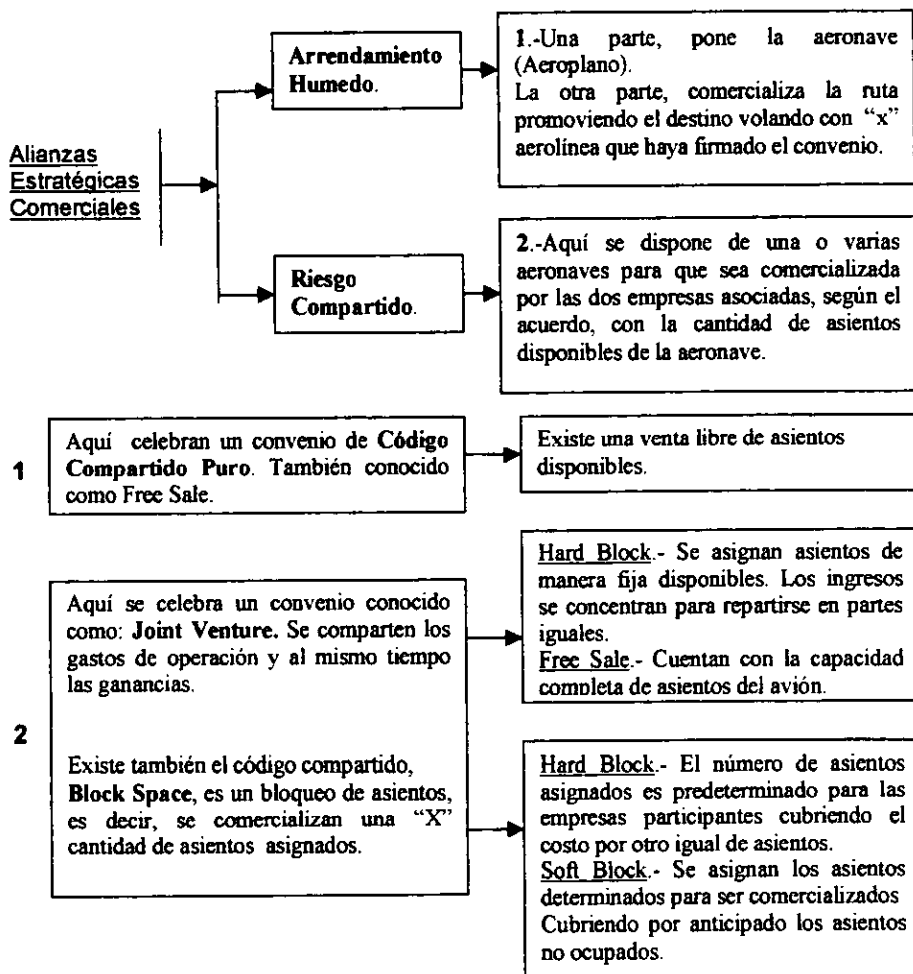 Alianzas
Estratégicas
Comerciales
Arrendamiento
Humedo.
1.-Una parte, pone la aeronave
(Aeroplano).
La otra parte, comercializa la ruta
promoviendo el destino volando con “x”
aerolínea que haya firmado el convenio.
Riesgo
Compartido.
2.-Aquí se dispone de una o varias
aeronaves para que sea comercializada
por las dos empresas asociadas, según el
acuerdo, con la cantidad de asientos
disponibles de la aeronave.
1
Aquí celebran un convenio de Código
Compartido Puro. También conocido
como Free Sale.
Existe una venta libre de asientos
disponibles.
2
Aquí se celebra un convenio conocido
como: Joint Venture. Se comparten los
gastos de operación y al mismo tiempo
las ganancias.
Existe también el código compartido,
Block Space, es un bloqueo de asientos,
es decir, se comercializan una “X”
cantidad de asientos asignados.
Hard Block.- Se asignan asientos de
manera fija disponibles. Los ingresos
se concentran para repartirse en partes
iguales.
Free Sale.- Cuentan con la capacidad
completa de asientos del avión.
Hard Block.- El número de asientos
asignados es predeterminado para las
empresas participantes cubriendo el
costo por otro igual de asientos.
Soft Block.- Se asignan los asientos
determinados para ser comercializados
Cubriendo por anticipado los asientos
no ocupados.